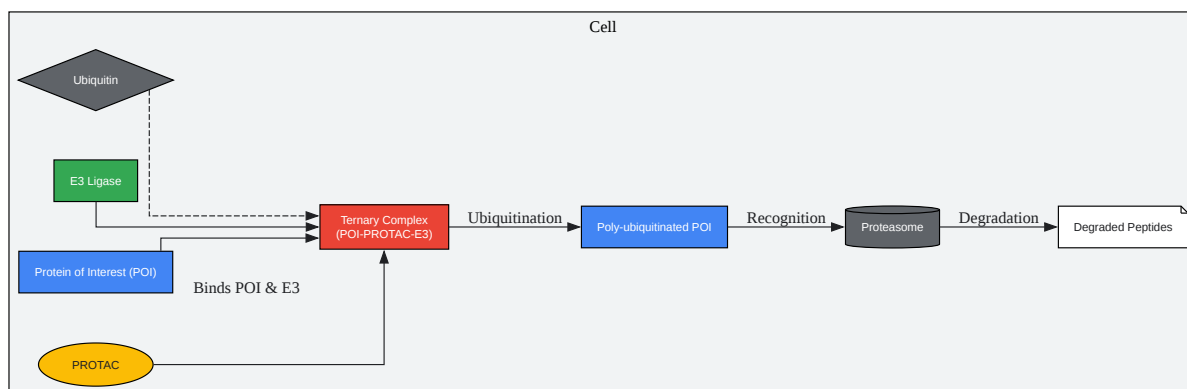 Cell
Ubiquitin
E3 Ligase
Protein of Interest (POI)
Binds POI & E3
PROTAC
Ternary Complex
(POI-PROTAC-E3)
Ubiquitination
Poly-ubiquitinated POI
Recognition
Proteasome
Degradation
Degraded Peptides